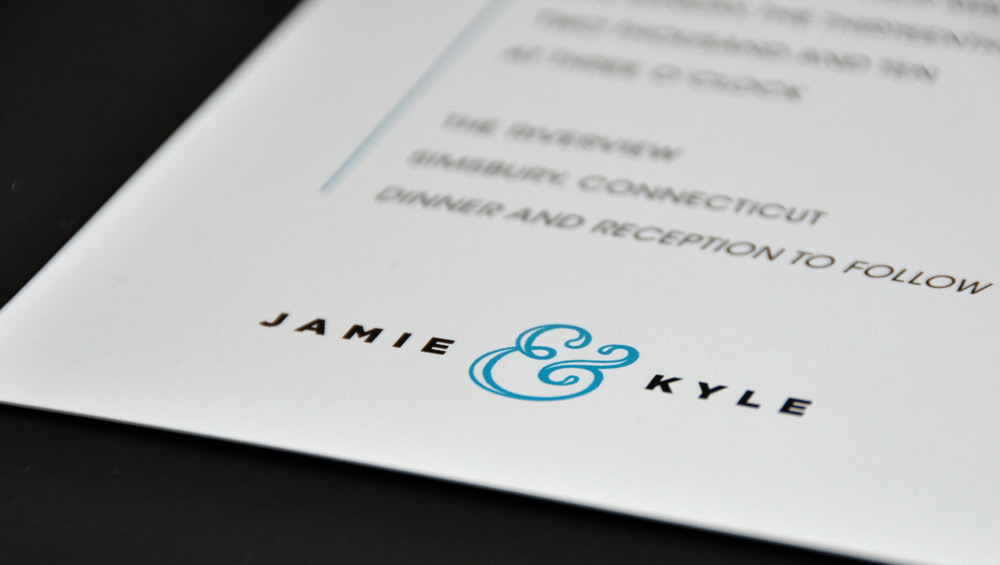 THE THIRTEENTH
TWO THOUSAND AND TEN
AT THREE O'CLOCK
THE RIVERVIEW
SIMSBURY, CONNECTICUT
DINNER AND RECEPTION TO FOLLOW
JAMIE & KYLE